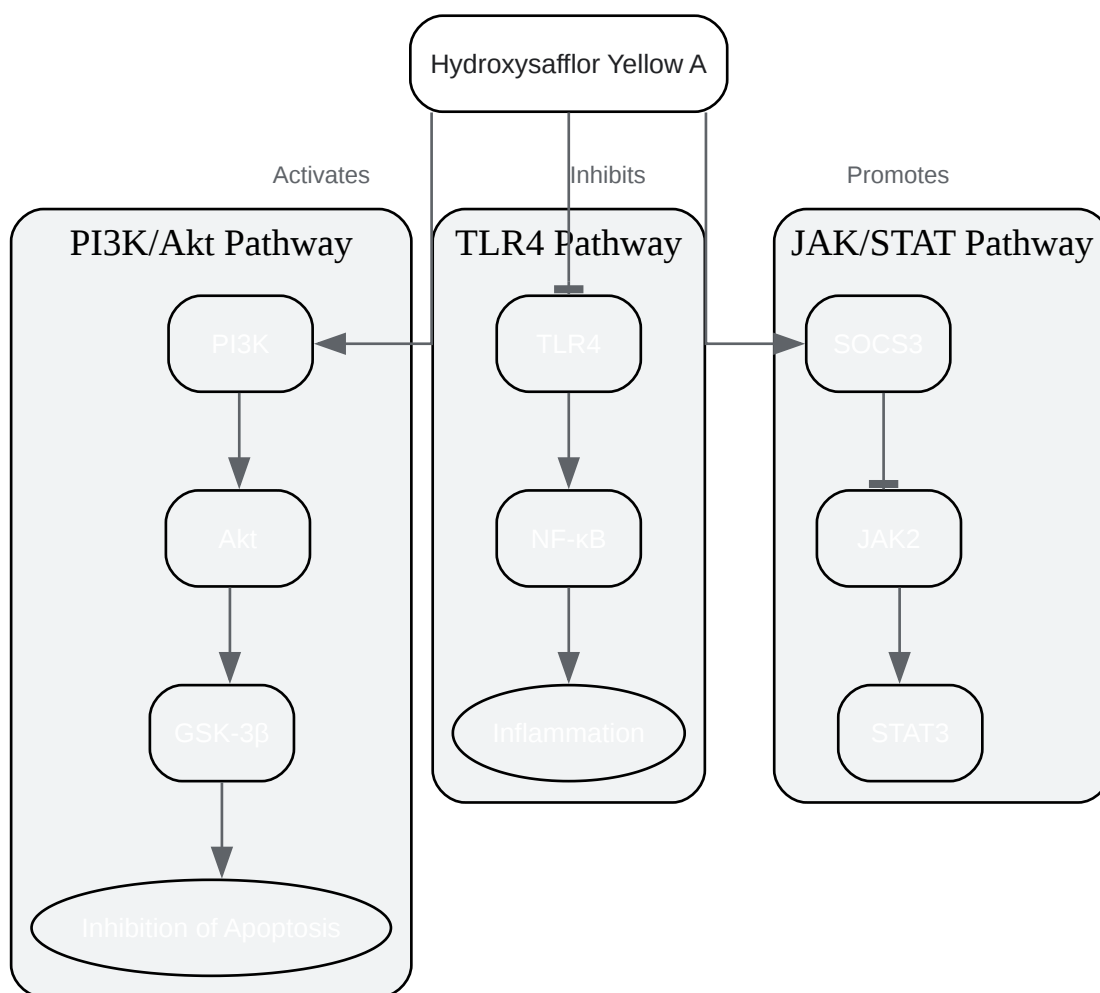 Hydroxysafflor Yellow A
Activates
Inhibits
Promotes
PI3K/Akt Pathway
TLR4 Pathway
JAK/STAT Pathway
PI3K
TLR4
SOCS3
Akt
NF-κB
JAK2
GSK-3β
Inflammation
STAT3
Inhibition of Apoptosis